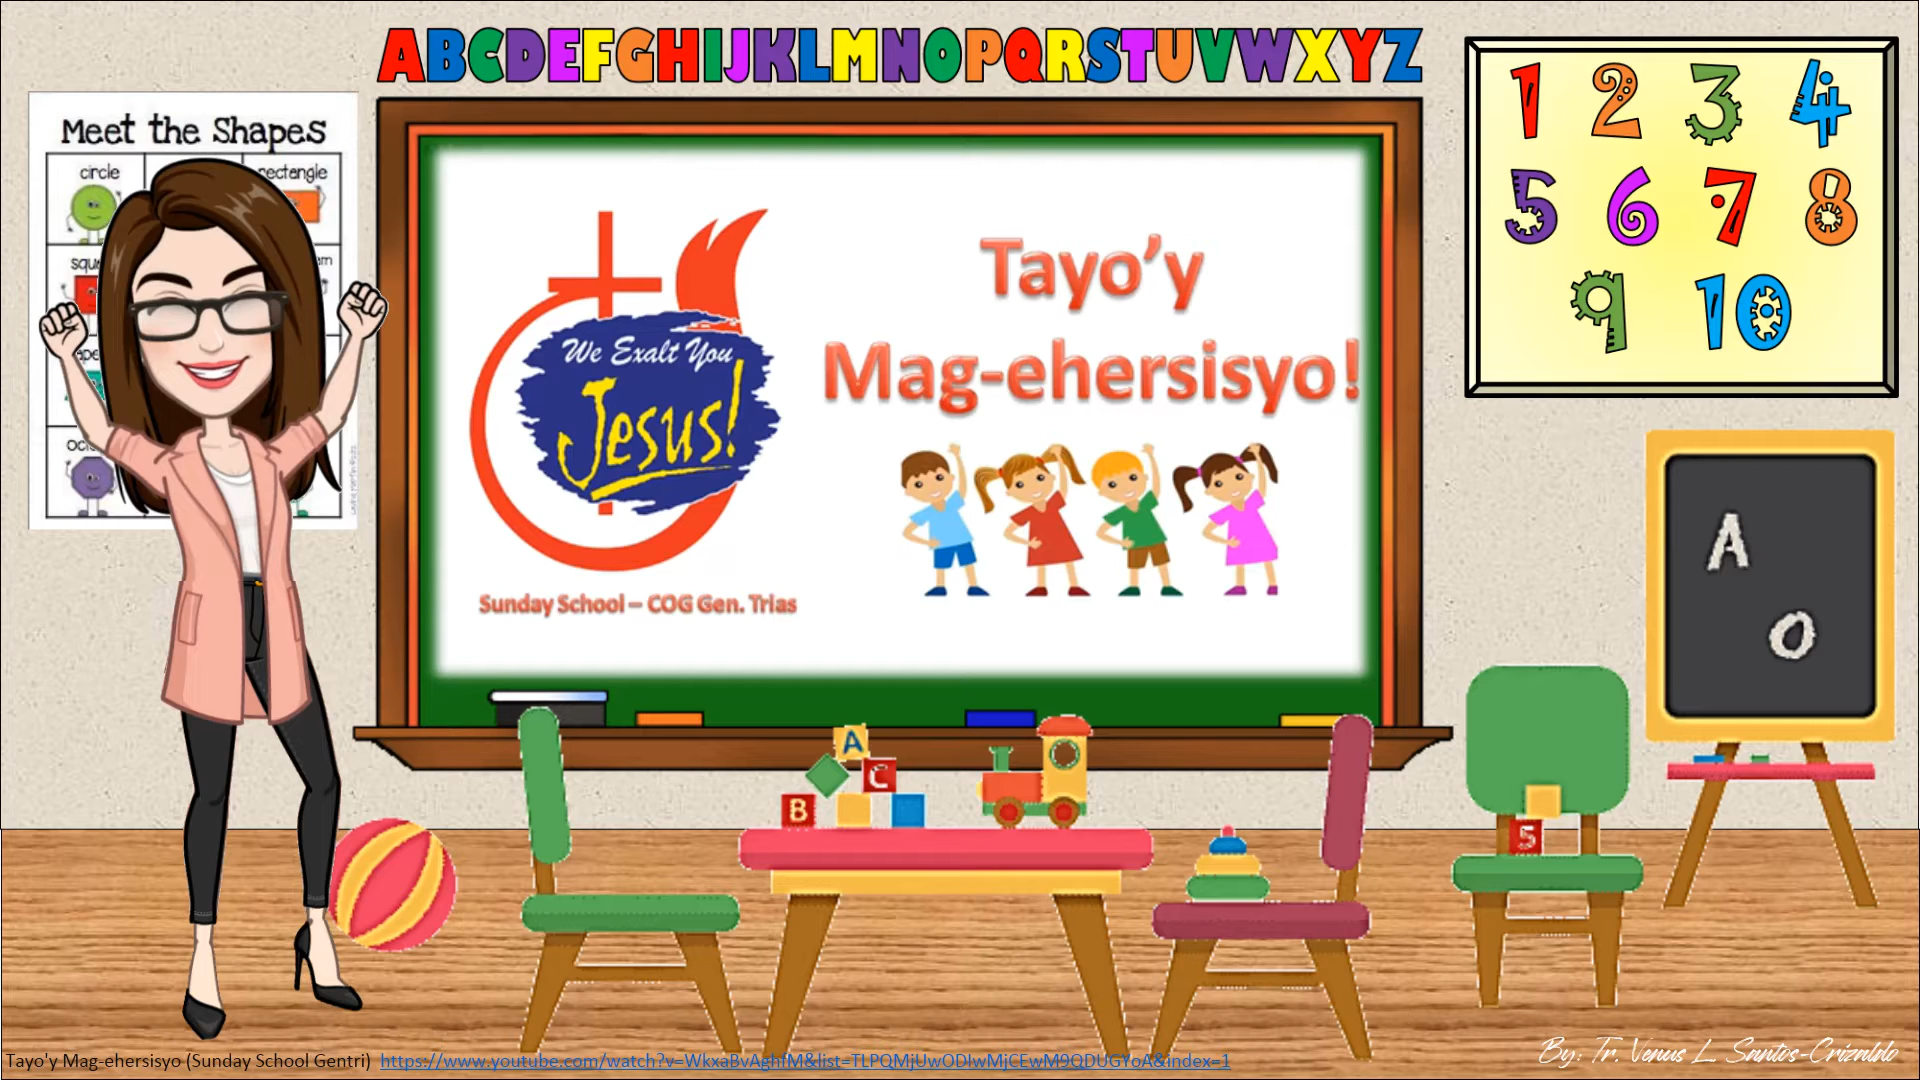 ABCDEFGHIJKLMNOPQRSTUVWXYZ
Meet the Shapes
circle
rectangle
We Exalt You
Jesus!
Sunday School – COG Gen. Trias
Tayo'y
Mag-ehersisyo!
1 2 3 4
5 6 7 8
9 10
A
O
A
C
B
5
Tayo'y Mag-ehersisyo (Sunday School Gentri) https://www.youtube.com/watch?v=WkxaBvAghfM&list=TLPQMjUwODIwMjCEwM9QDUGYoA&index=1
By: Tr. Venus L. Santos-Crizaldo